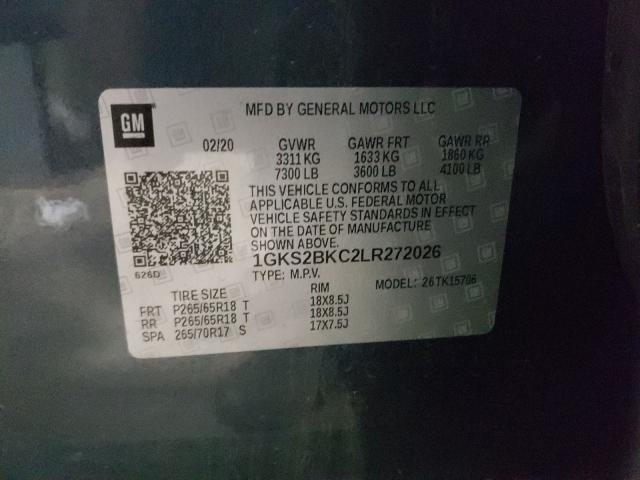 GM
MFD BY GENERAL MOTORS LLC
02/20 GVWR GAWR FRT GAWR RR
3311 KG 1633 KG 1860 KG
7300 LB 3600 LB 4100 LB
THIS VEHICLE CONFORMS TO ALL
APPLICABLE U.S. FEDERAL MOTOR
VEHICLE SAFETY STANDARDS IN EFFECT
ON THE DATE OF MANUFACTURE
SHOWN ABOVE.
1GKS2BKC2LR272026
626D
TYPE: M.P.V. MODEL: 26TK15706
TIRE SIZE RIM
FRT P265/65R18 T 18X8.5J
RR P265/65R18 T 18X8.5J
SPA 265/70R17 S 17X7.5J